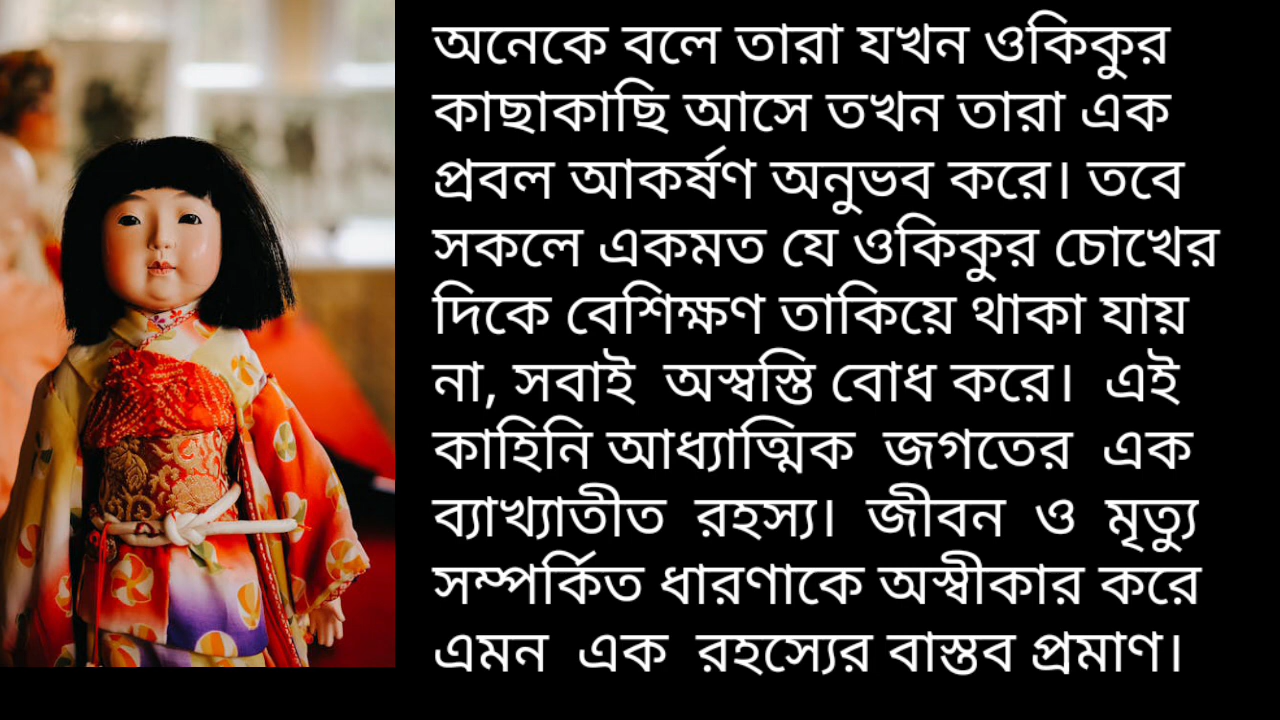 অনেকে বলে তারা যখন ওকিকুর
কাছাকাছি আসে তখন তারা এক
প্রবল আকর্ষণ অনুভব করে। তবে
সকলে একমত যে ওকিকুর চোখের
দিকে বেশিক্ষণ তাকিয়ে থাকা যায়
না, সবাই অস্বস্তি বোধ করে। এই
কাহিনি আধ্যাত্মিক জগতের এক
ব্যাখ্যাতীত রহস্য। জীবন ও মৃত্যু
সম্পর্কিত ধারণাকে অস্বীকার করে
এমন এক রহস্যের বাস্তব প্রমাণ।